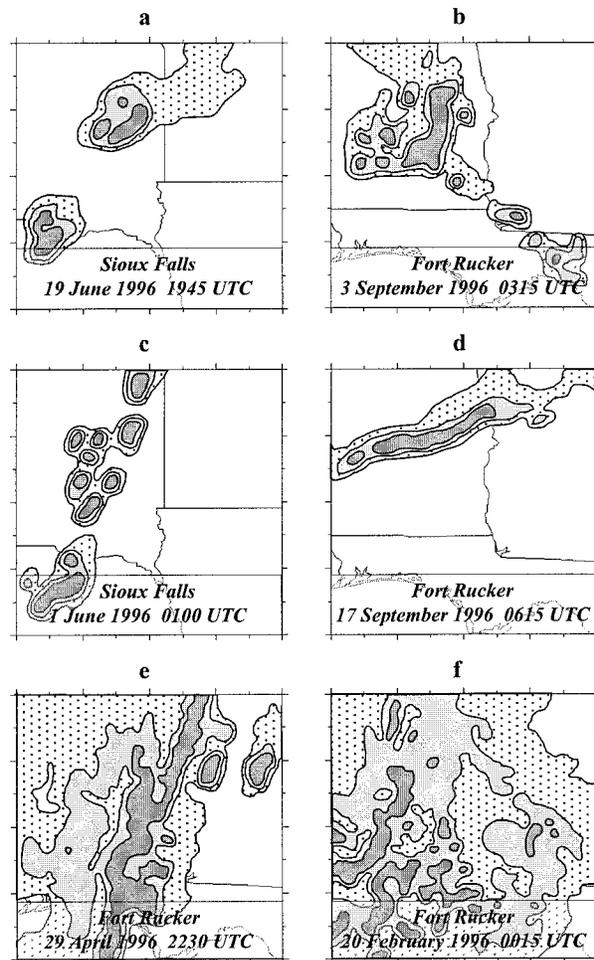 a
b
Sioux Falls
19 June 1996 1945 UTC
Fort Rucker
3 September 1996 0315 UTC
c
d
Sioux Falls
1 June 1996 0100 UTC
Fort Rucker
17 September 1996 0615 UTC
e
f
Fort Rucker
29 April 1996 2230 UTC
Fort Rucker
20 February 1996 0015 UTC